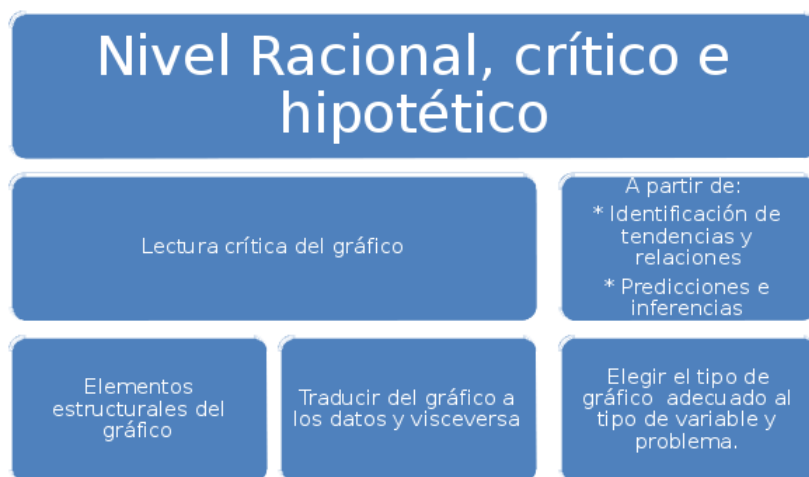 Nivel Racional, crítico e
hipotético
Lectura crítica del gráfico
A partir de:
* Identificación de
tendencias y
relaciones
* Predicciones e
inferencias
Elementos
estructurales del
gráfico
Traducir del gráfico a
los datos y visceversa
Elegir el tipo de
gráfico adecuado al
tipo de variable y
problema.